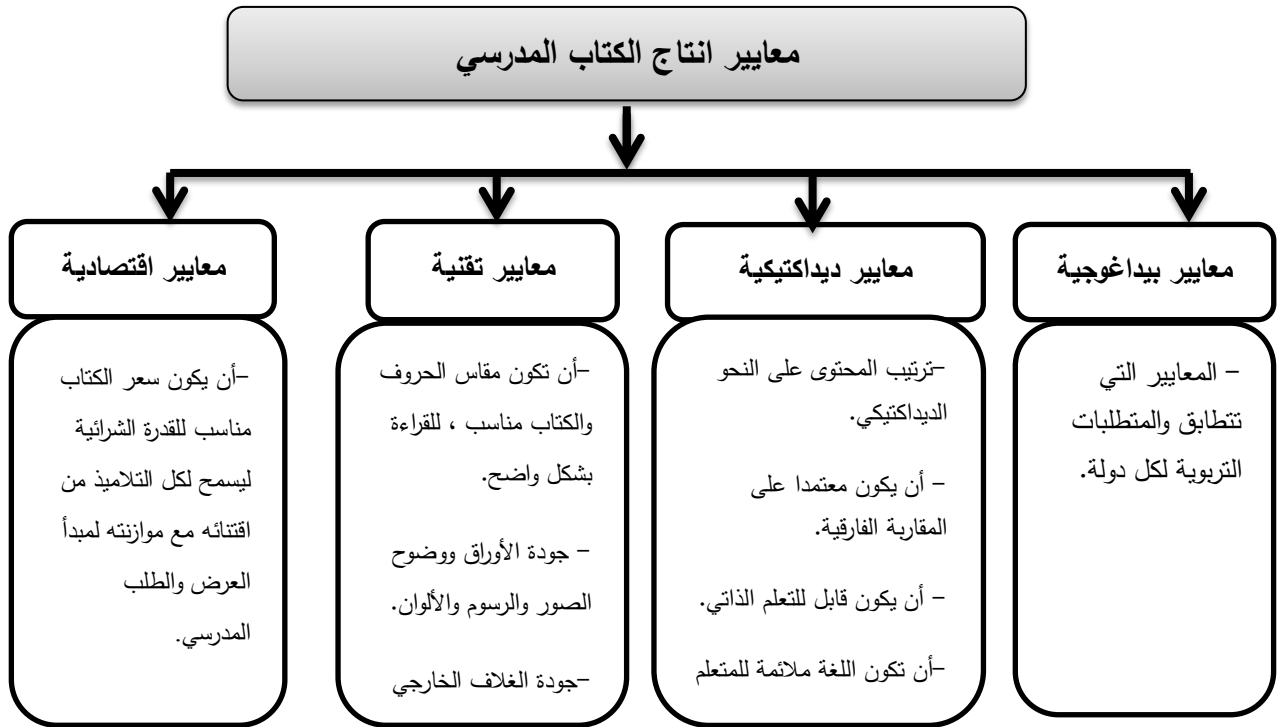 معايير انتاج الكتاب المدرسي
معايير بيداغوجية
– المعايير التي
تتطابق والمتطلبات
التربوية لكل دولة.
معايير ديداكتيكية
–ترتيب المحتوى على النحو
الديداكتيكي.
– أن يكون معتمدا على
المقاربة الفارقية.
– أن يكون قابل للتعلم الذاتي.
–أن تكون اللغة ملائمة للمتعلم
معايير تقنية
–أن تكون مقاس الحروف
والكتاب مناسب ، للقراءة
بشكل واضح.
– جودة الأوراق ووضوح
الصور والرسوم والألوان.
–جودة الغلاف الخارجي
معايير اقتصادية
–أن يكون سعر الكتاب
مناسب للقدرة الشرائية
ليسمح لكل التلاميذ من
اقتنائه مع موازنته لمبدأ
العرض والطلب
المدرسي.